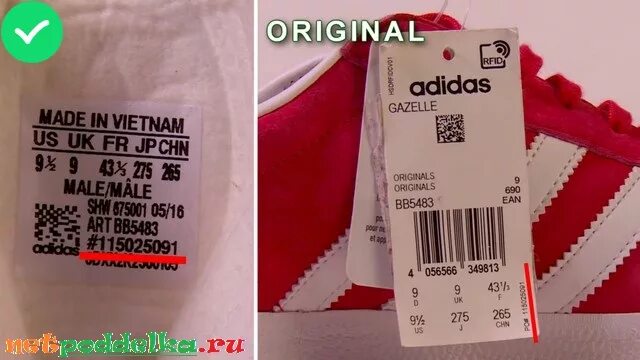 ORIGINAL
MADE IN VIETNAM
US UK FR JP CHN
9½ 9 43⅓ 275 265
MALE/MÂLE
SHW 675001 05/16
ART BB5483
#115025091
adidas
RFID
adidas
GAZELLE
ORIGINALS 9
ORIGINALS 690
BB5483 EAN
4 056566 349813
9 9 43⅓
D UK F
9½ 275 265
US J CHN
PO# 115025091
netpoddelka.ru